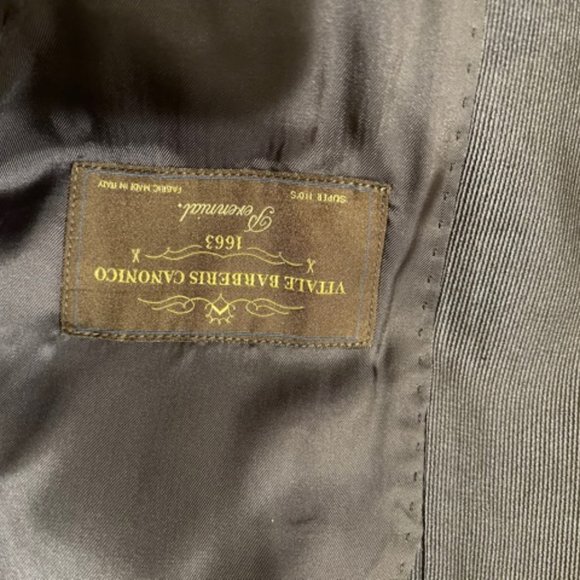 VITALE BARBERIS CANONICO
1663
Perennial.
SUPER 110'S
FABRIC MADE IN ITALY